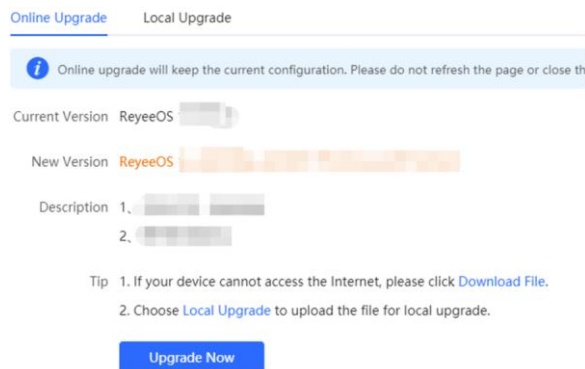 Online Upgrade Local Upgrade
Online upgrade will keep the current configuration. Please do not refresh the page or close th
Current Version ReyeeOS
New Version ReyeeOS
Description 1、
2、
Tip 1. If your device cannot access the Internet, please click Download File.
2. Choose Local Upgrade to upload the file for local upgrade.
Upgrade Now